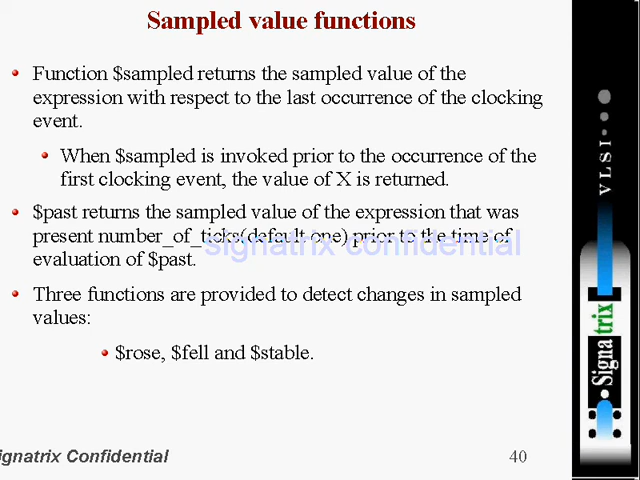 Sampled value functions
Function $sampled returns the sampled value of the
expression with respect to the last occurrence of the clocking
event.
When $sampled is invoked prior to the occurrence of the
first clocking event, the value of X is returned.
$past returns the sampled value of the expression that was
present number_of_ticks(default one) prior to the time of
evaluation of $past.
signatrix confidential
Three functions are provided to detect changes in sampled
values:
$rose, $fell and $stable.
ignatrix Confidential
40
VLSI
Signatrix